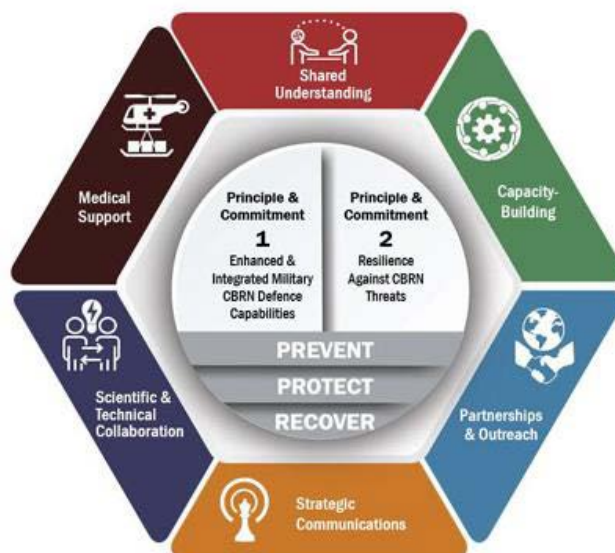 Shared
Understanding
Medical
Support
Capacity-
Building
Principle &
Commitment
1
Enhanced &
Integrated Military
CBRN Defence
Capabilities
Principle &
Commitment
2
Resilience
Against CBRN
Threats
PREVENT
PROTECT
RECOVER
Scientific &
Technical
Collaboration
Partnerships
& Outreach
Strategic
Communications